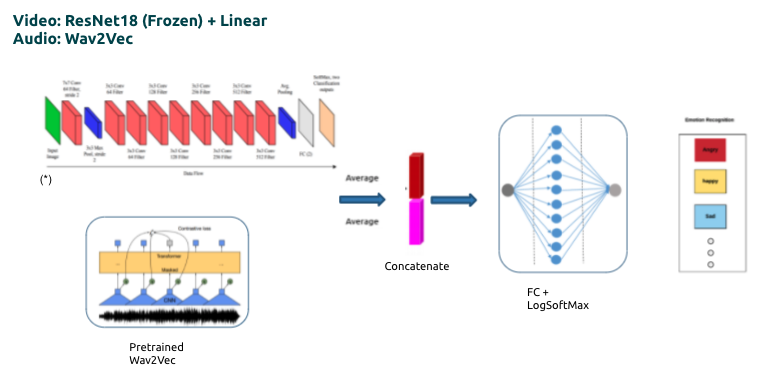 Video: ResNet18 (Frozen) + Linear
Audio: Wav2Vec
7x7 Conv
64 Filter,
stride 2
3x3 Conv
64 Filter
3x3 Conv
128 Filter
3x3 Conv
256 Filter
3x3 Conv
512 Filter
Avg.
Pooling
SoftMax, two
Classification
outputs
Input
Image
3x3 Max
Pool, stride
2
3x3 Conv
64 Filter
3x3 Conv
128 Filter
3x3 Conv
256 Filter
3x3 Conv
512 Filter
FC (2)
Data Flow
(*)
Average
Average
Concatenate
FC +
LogSoftMax
Emotion Recognition
Angry
happy
Sad
Contrastive loss
Transformer
Masked
CNN
Pretrained
Wav2Vec